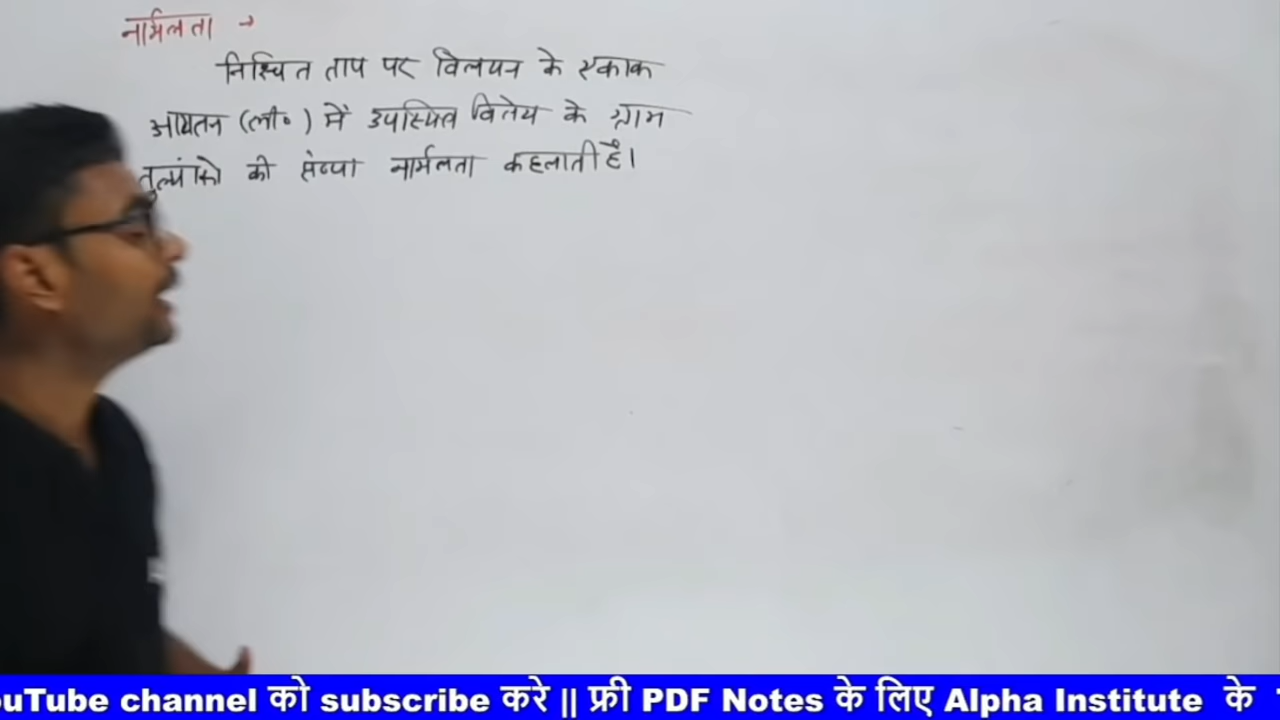 नार्मलता →
निश्चित ताप पर विलयन के एकांक
आयतन (ली०) में उपस्थित विलेय के ग्राम
तुल्यांको की संख्या नार्मलता कहलाती है।
ouTube channel को subscribe करे || फ्री PDF Notes के लिए Alpha Institute के